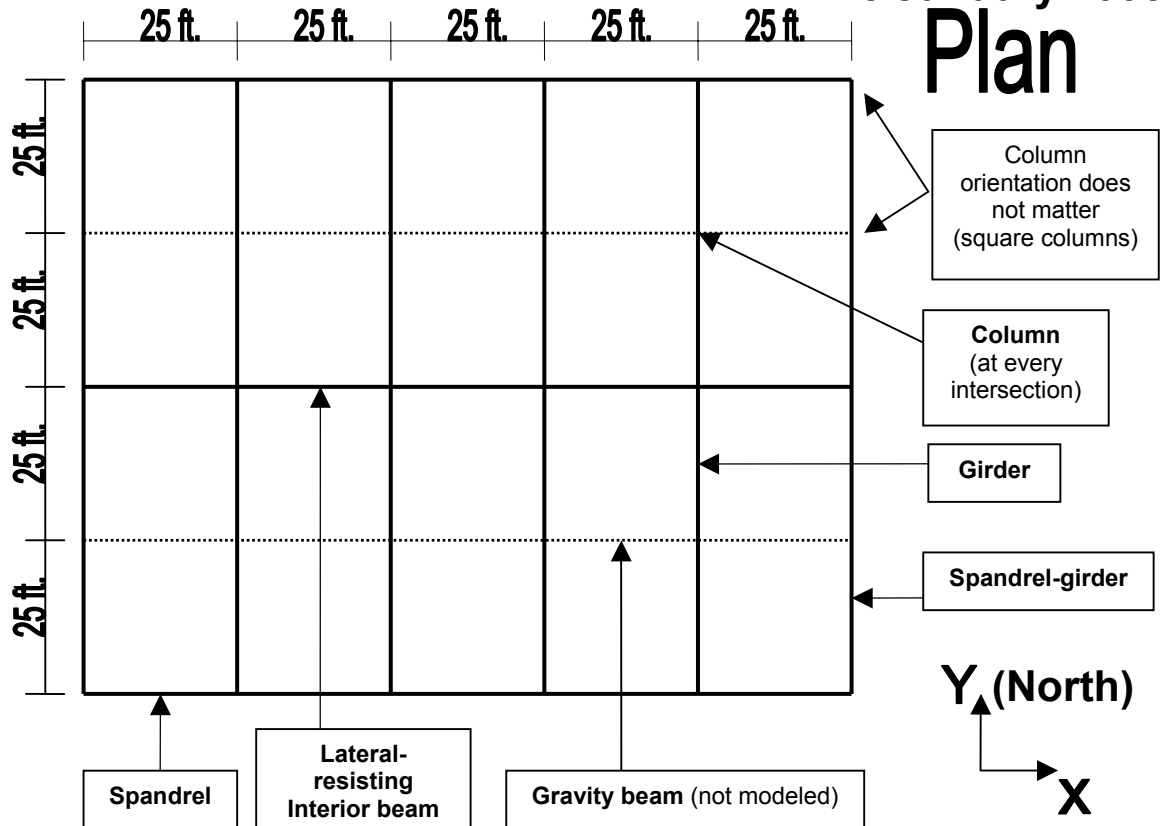 25 ft. 25 ft. 25 ft. 25 ft. 25 ft.
Plan
25 ft.
25 ft.
25 ft.
25 ft.
Column
orientation does
not matter
(square columns)
Column
(at every
intersection)
Girder
Spandrel-girder
Y (North)
X
Spandrel
Lateral-
resisting
Interior beam
Gravity beam (not modeled)